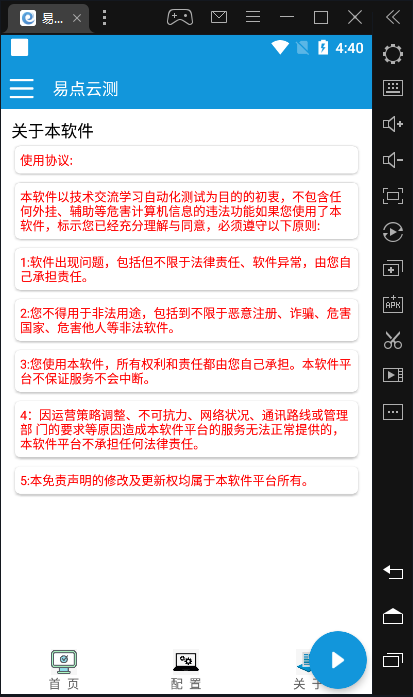 易...
4:40
易点云测
关于本软件
使用协议:
本软件以技术交流学习自动化测试为目的的初衷，不包含任
何外挂、辅助等危害计算机信息的违法功能如果您使用了本
软件，标示您已经充分理解与同意，必须遵守以下原则:
1:软件出现问题，包括但不限于法律责任、软件异常，由您自
己承担责任。
2:您不得用于非法用途，包括到不限于恶意注册、诈骗、危害
国家、危害他人等非法软件。
3:您使用本软件，所有权利和责任都由您自己承担。本软件平
台不保证服务不会中断。
4：因运营策略调整、不可抗力、网络状况、通讯路线或管理
部 门的要求等原因造成本软件平台的服务无法正常提供的，
本软件平台不承担任何法律责任。
5:本免责声明的修改及更新权均属于本软件平台所有。
APK
首 页
配 置
关 于